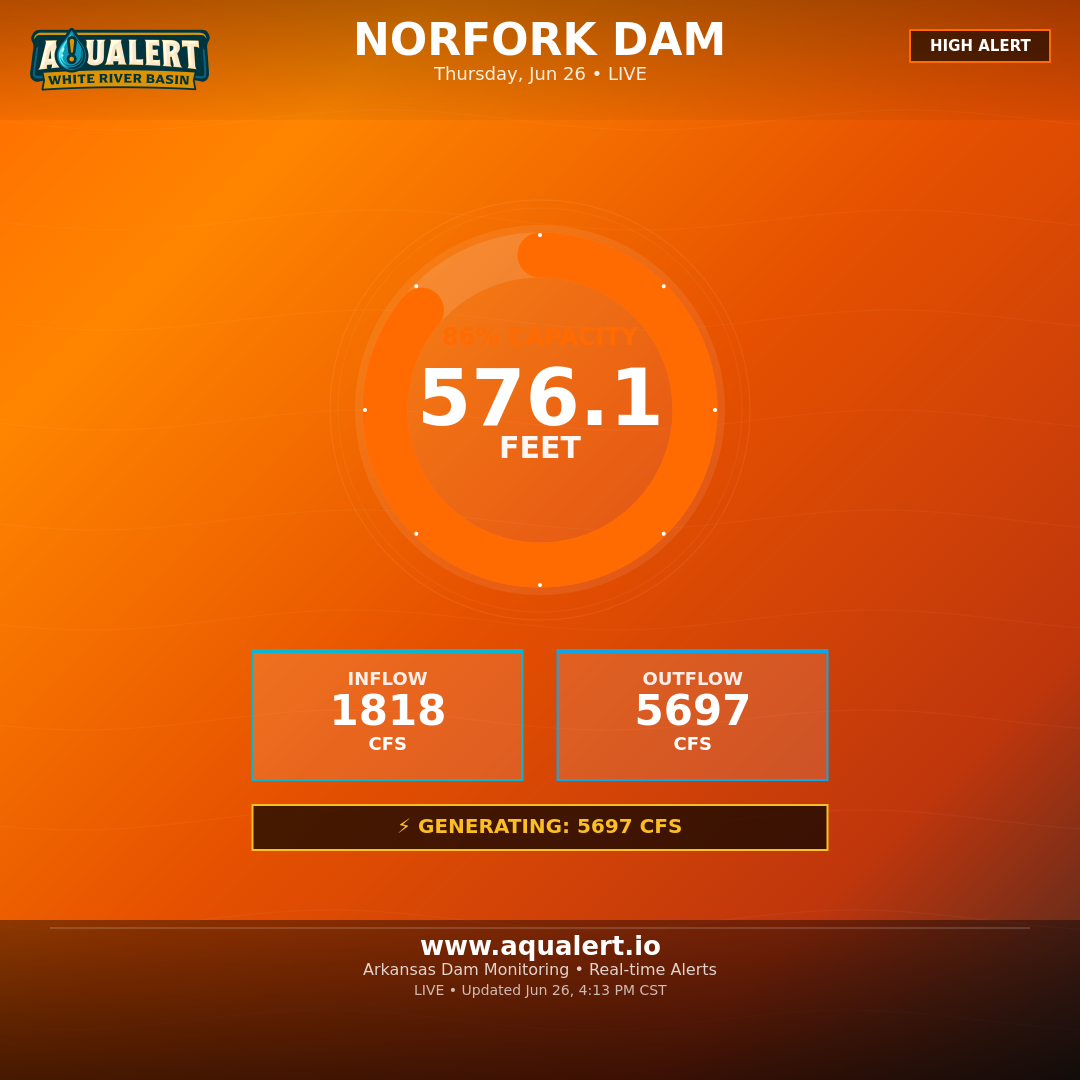 AQUALERT
WHITE RIVER BASIN
NORFORK DAM
Thursday, Jun 26 • LIVE
HIGH ALERT
86% CAPACITY
576.1
FEET
INFLOW
1818
CFS
OUTFLOW
5697
CFS
⚡ GENERATING: 5697 CFS
www.aqualert.io
Arkansas Dam Monitoring • Real-time Alerts
LIVE • Updated Jun 26, 4:13 PM CST